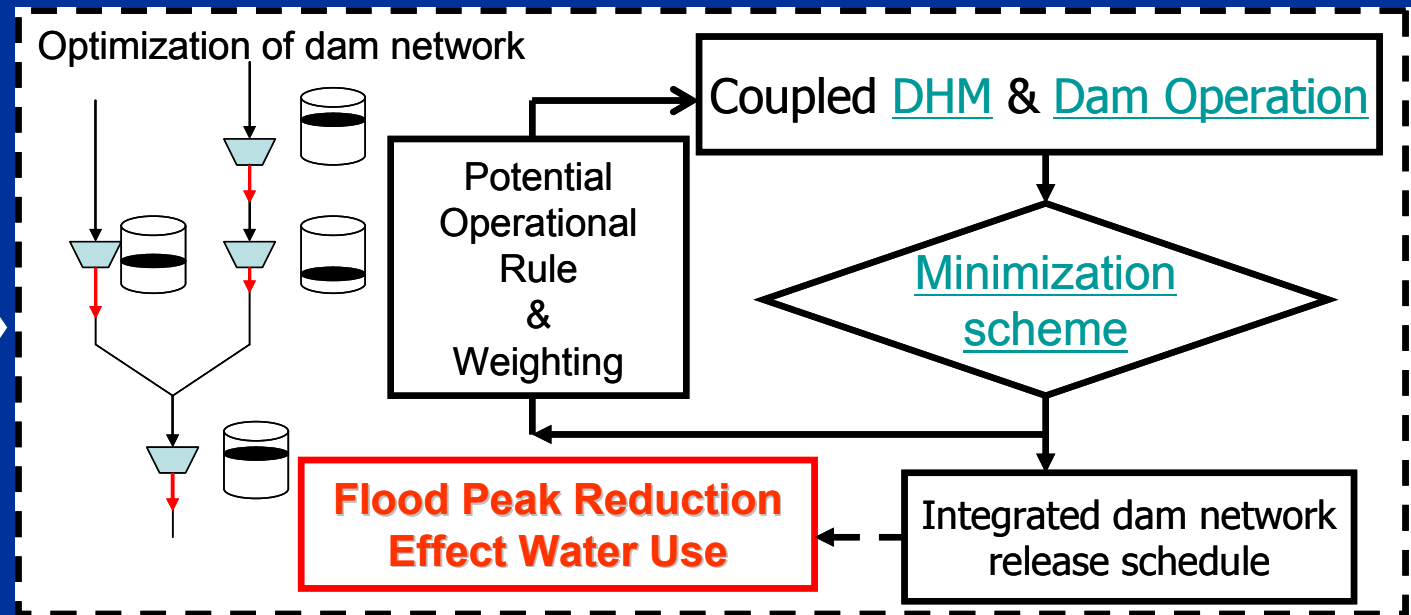 Optimization of dam network
Coupled DHM & Dam Operation
Potential
Operational
Rule
&
Weighting
Minimization
scheme
Flood Peak Reduction
Effect Water Use
Integrated dam network
release schedule